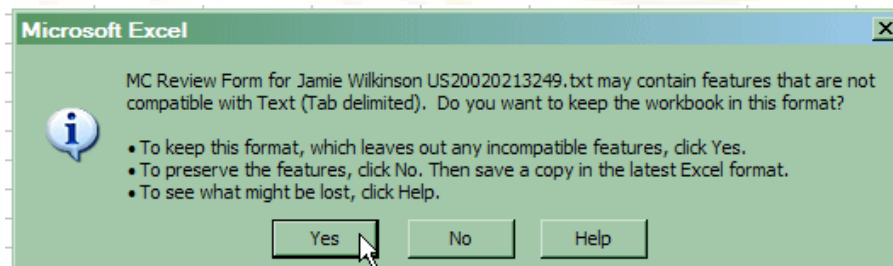 Microsoft Excel
MC Review Form for Jamie Wilkinson US20020213249.txt may contain features that are not
compatible with Text (Tab delimited).  Do you want to keep the workbook in this format?
• To keep this format, which leaves out any incompatible features, click Yes.
• To preserve the features, click No. Then save a copy in the latest Excel format.
• To see what might be lost, click Help.
Yes No Help